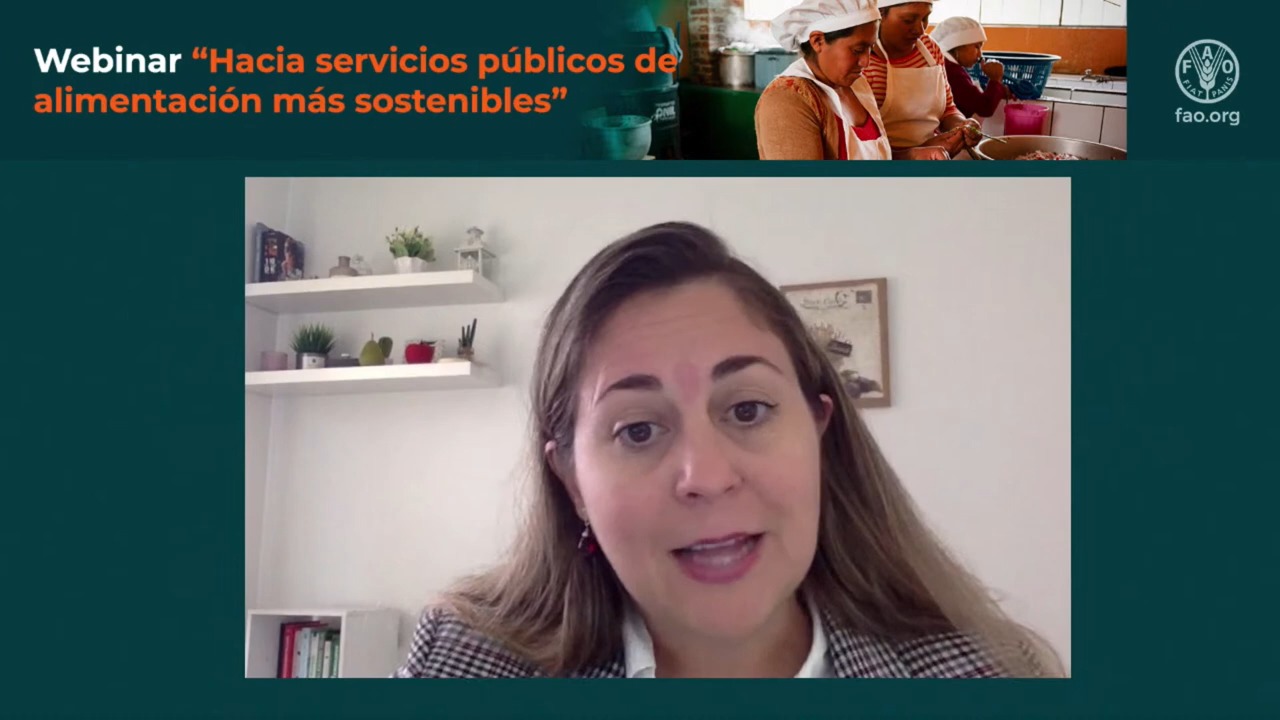 Webinar “Hacia servicios públicos de
alimentación más sostenibles”
F A O
FIAT PANIS
fao.org